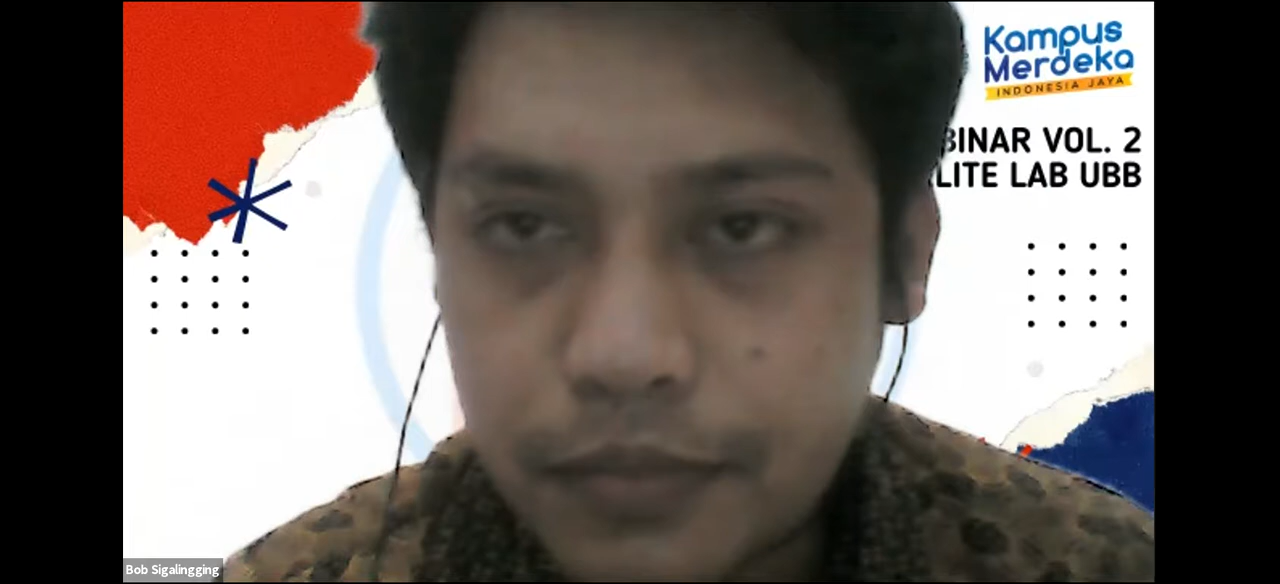 Kampus
Merdeka
INDONESIA JAYA
BINAR VOL. 2
LITE LAB UBB
Bob Sigalingging